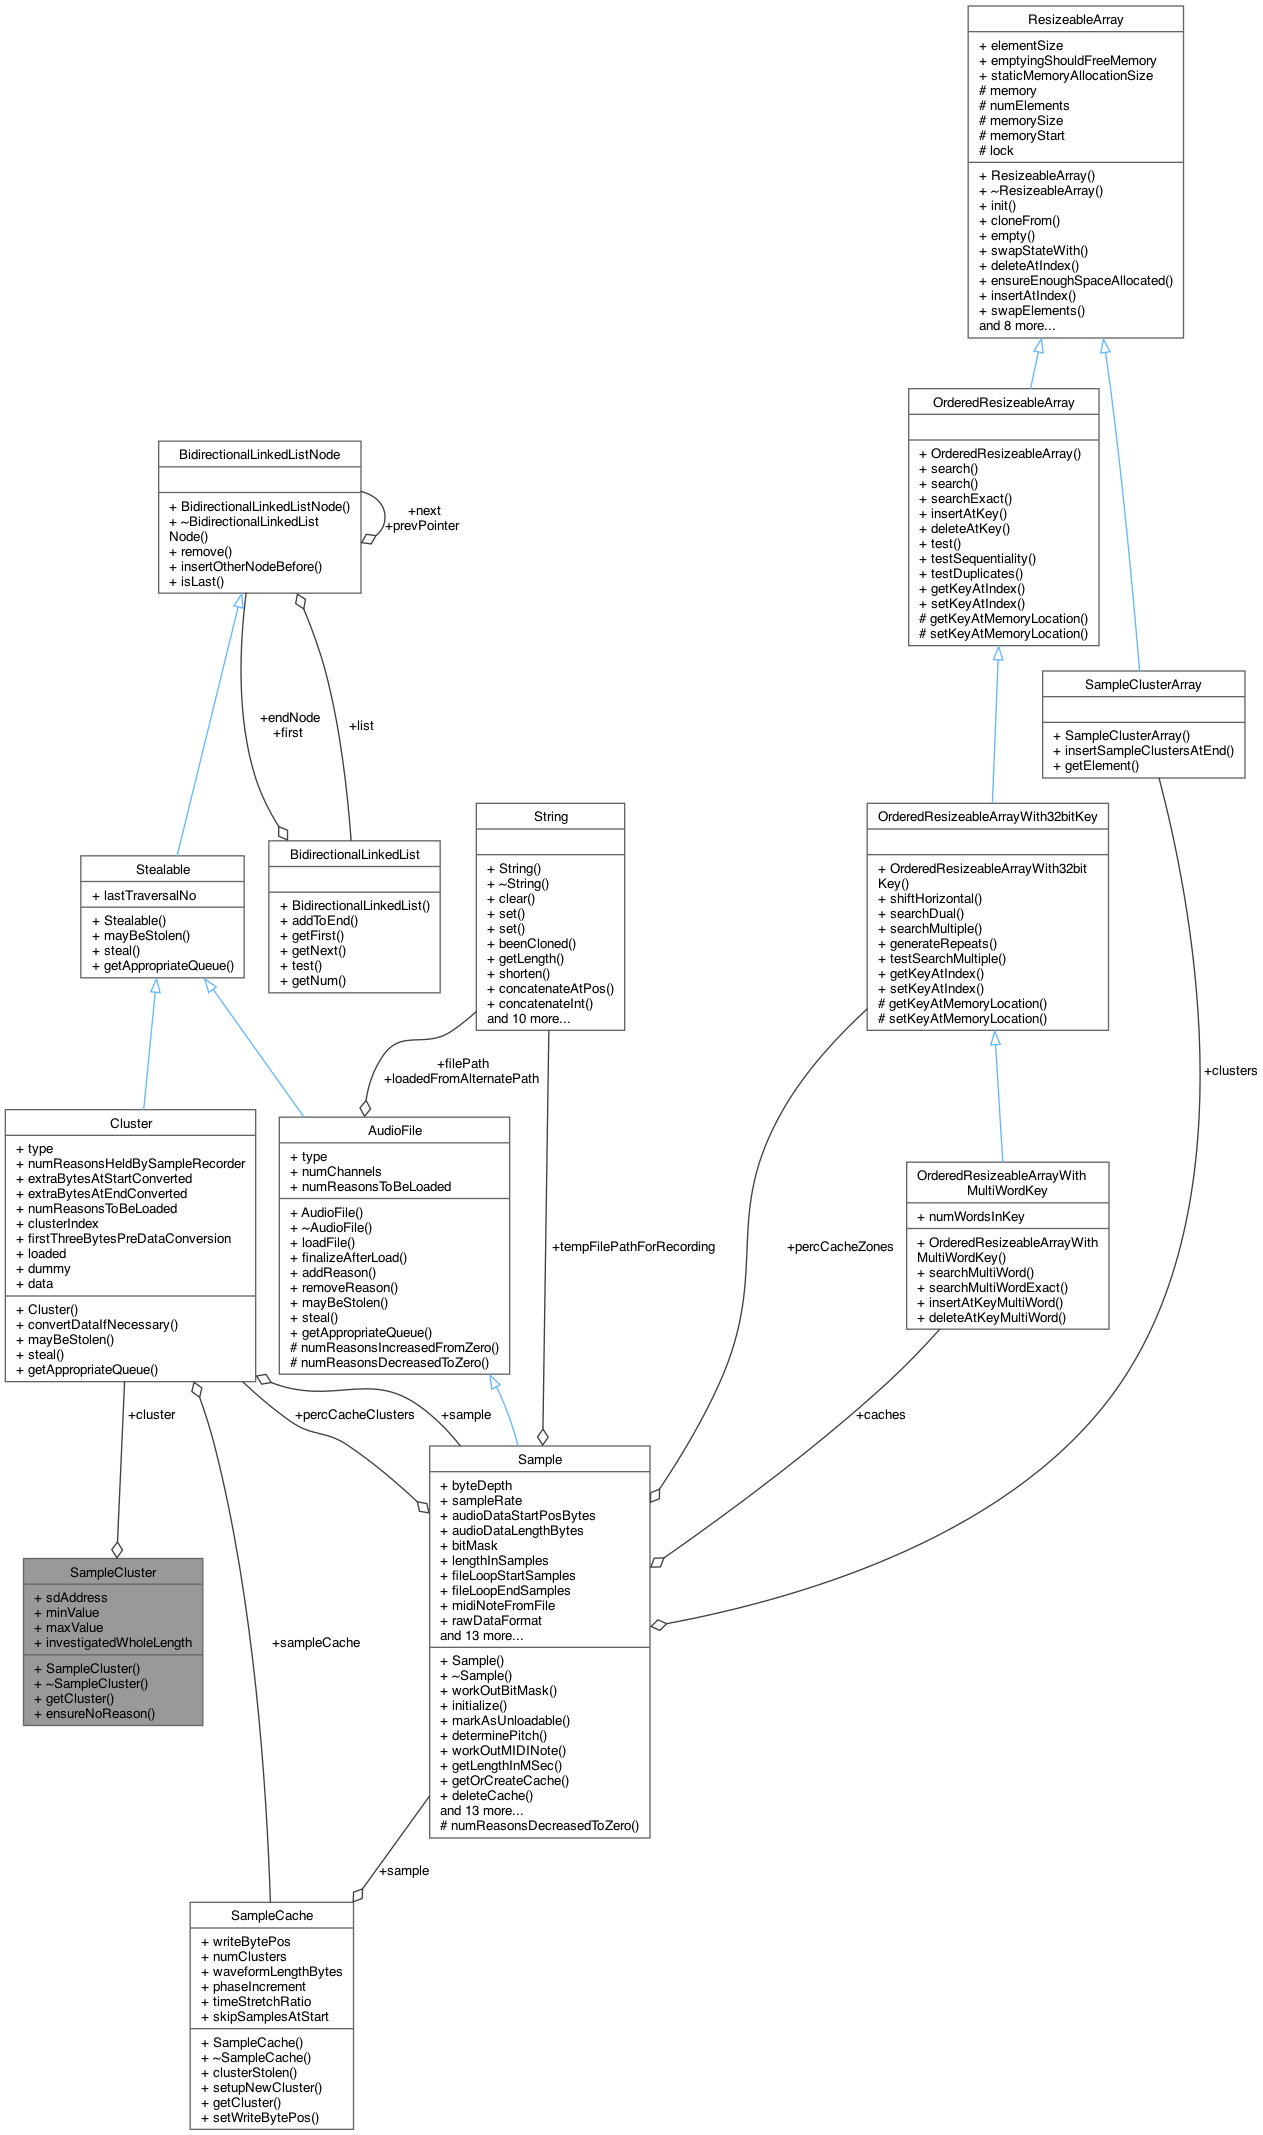 ResizeableArray
+ elementSize
+ emptyingShouldFreeMemory
+ staticMemoryAllocationSize
# memory
# numElements
# memorySize
# memoryStart
# lock
+ ResizeableArray()
+ ~ResizeableArray()
+ init()
+ cloneFrom()
+ empty()
+ swapStateWith()
+ deleteAtIndex()
+ ensureEnoughSpaceAllocated()
+ insertAtIndex()
+ swapElements()
and 8 more...
OrderedResizeableArray
+ OrderedResizeableArray()
+ search()
+ search()
+ searchExact()
+ insertAtKey()
+ deleteAtKey()
+ test()
+ testSequentiality()
+ testDuplicates()
+ getKeyAtIndex()
+ setKeyAtIndex()
# getKeyAtMemoryLocation()
# setKeyAtMemoryLocation()
BidirectionalLinkedListNode
+ BidirectionalLinkedListNode()
+ ~BidirectionalLinkedList
Node()
+ remove()
+ insertOtherNodeBefore()
+ isLast()
+next
+prevPointer
SampleClusterArray
+ SampleClusterArray()
+ insertSampleClustersAtEnd()
+ getElement()
+endNode
+first
+list
String
+ String()
+ ~String()
+ clear()
+ set()
+ set()
+ beenCloned()
+ getLength()
+ shorten()
+ concatenateAtPos()
+ concatenateInt()
and 10 more...
OrderedResizeableArrayWith32bitKey
+ OrderedResizeableArrayWith32bit
Key()
+ shiftHorizontal()
+ searchDual()
+ searchMultiple()
+ generateRepeats()
+ testSearchMultiple()
+ getKeyAtIndex()
+ setKeyAtIndex()
# getKeyAtMemoryLocation()
# setKeyAtMemoryLocation()
Stealable
+ lastTraversalNo
+ Stealable()
+ mayBeStolen()
+ steal()
+ getAppropriateQueue()
BidirectionalLinkedList
+ BidirectionalLinkedList()
+ addToEnd()
+ getFirst()
+ getNext()
+ test()
+ getNum()
+filePath
+loadedFromAlternatePath
+clusters
Cluster
+ type
+ numReasonsHeldBySampleRecorder
+ extraBytesAtStartConverted
+ extraBytesAtEndConverted
+ numReasonsToBeLoaded
+ clusterIndex
+ firstThreeBytesPreDataConversion
+ loaded
+ dummy
+ data
+ Cluster()
+ convertDataIfNecessary()
+ mayBeStolen()
+ steal()
+ getAppropriateQueue()
AudioFile
+ type
+ numChannels
+ numReasonsToBeLoaded
+ AudioFile()
+ ~AudioFile()
+ loadFile()
+ finalizeAfterLoad()
+ addReason()
+ removeReason()
+ mayBeStolen()
+ steal()
+ getAppropriateQueue()
# numReasonsIncreasedFromZero()
# numReasonsDecreasedToZero()
+tempFilePathForRecording
+percCacheZones
OrderedResizeableArrayWith
MultiWordKey
+ numWordsInKey
+ OrderedResizeableArrayWith
MultiWordKey()
+ searchMultiWord()
+ searchMultiWordExact()
+ insertAtKeyMultiWord()
+ deleteAtKeyMultiWord()
+cluster
+percCacheClusters
+sample
+caches
Sample
+ byteDepth
+ sampleRate
+ audioDataStartPosBytes
+ audioDataLengthBytes
+ bitMask
+ lengthInSamples
+ fileLoopStartSamples
+ fileLoopEndSamples
+ midiNoteFromFile
+ rawDataFormat
and 13 more...
+ Sample()
+ ~Sample()
+ workOutBitMask()
+ initialize()
+ markAsUnloadable()
+ determinePitch()
+ workOutMIDINote()
+ getLengthInMSec()
+ getOrCreateCache()
+ deleteCache()
and 13 more...
# numReasonsDecreasedToZero()
SampleCluster
+ sdAddress
+ minValue
+ maxValue
+ investigatedWholeLength
+ SampleCluster()
+ ~SampleCluster()
+ getCluster()
+ ensureNoReason()
+sampleCache
+sample
SampleCache
+ writeBytePos
+ numClusters
+ waveformLengthBytes
+ phaseIncrement
+ timeStretchRatio
+ skipSamplesAtStart
+ SampleCache()
+ ~SampleCache()
+ clusterStolen()
+ setupNewCluster()
+ getCluster()
+ setWriteBytePos()